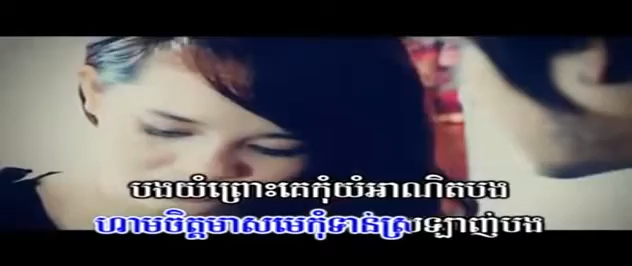 បងយំព្រោះគេកុំយំអាណិតបង
ហាមចិត្តមាសមេកុំទាន់ស្រឡាញ់បង